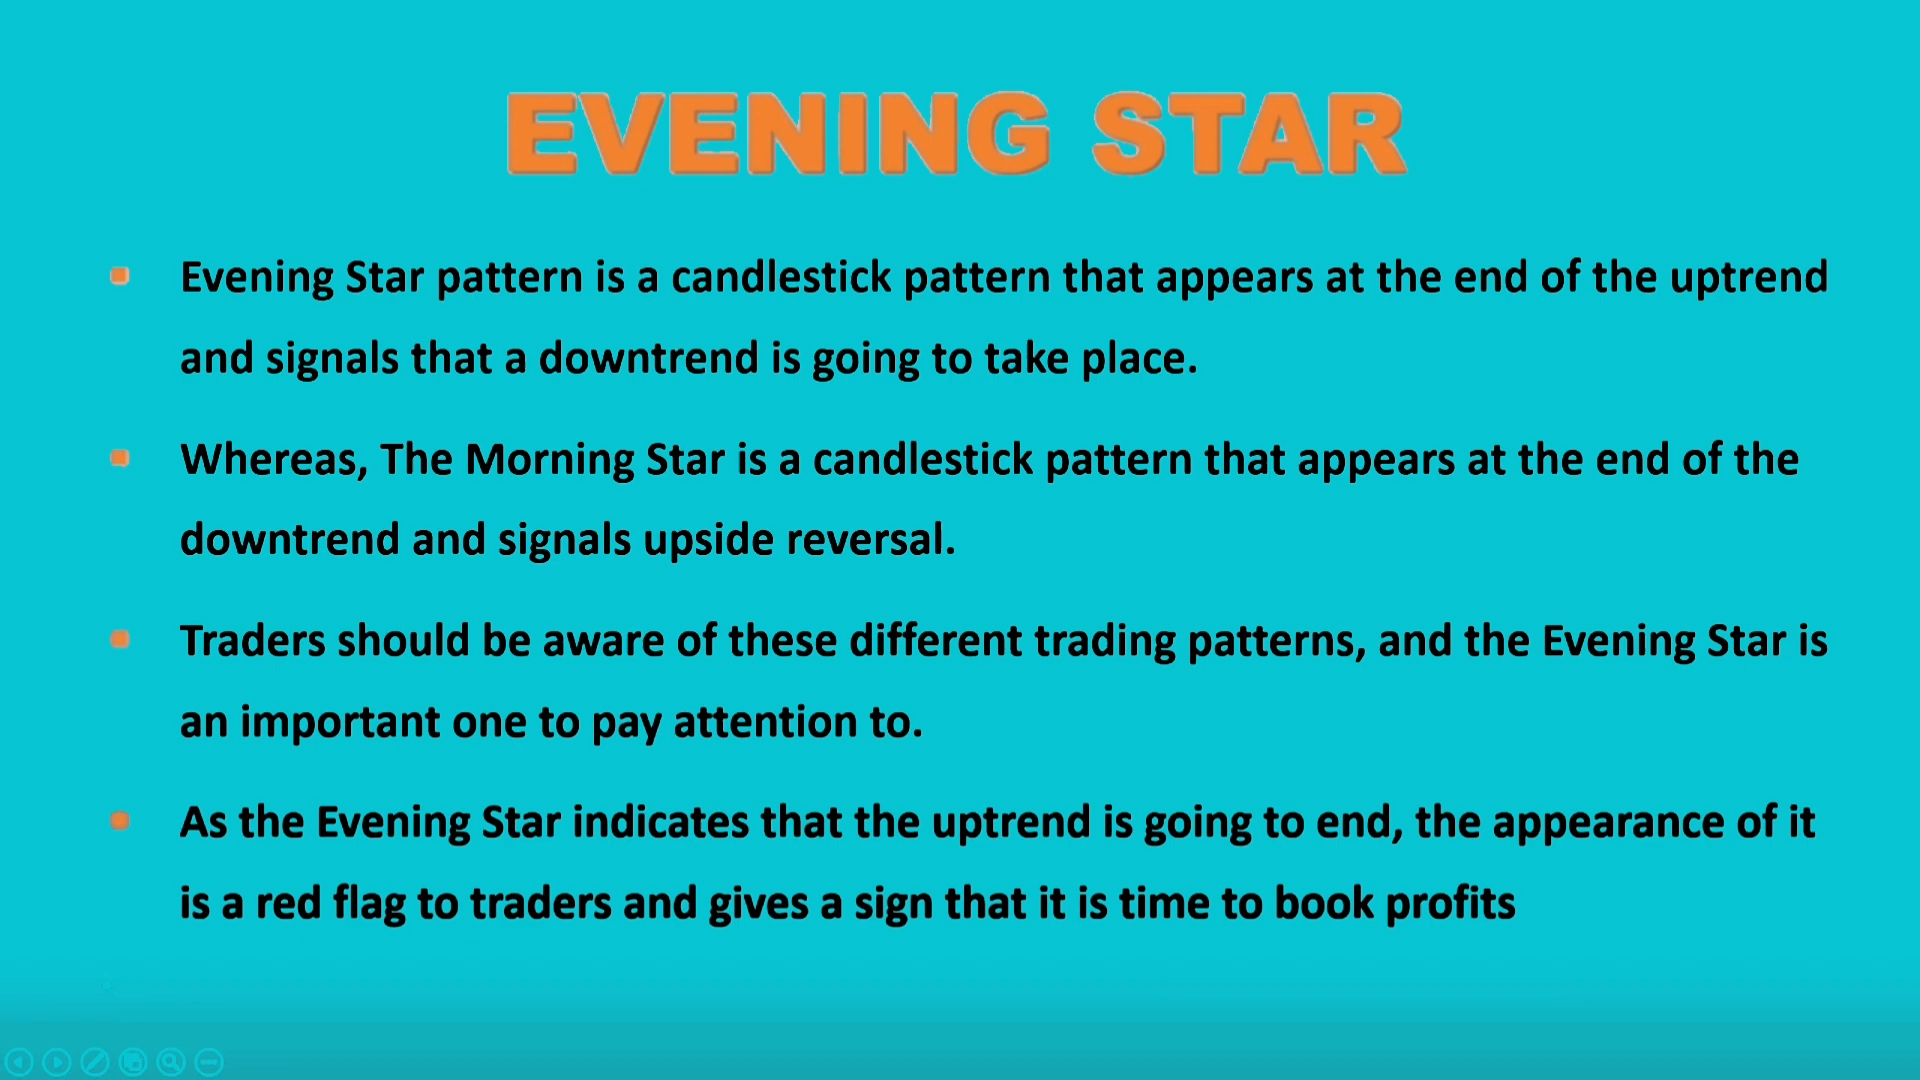 EVENING STAR
Evening Star pattern is a candlestick pattern that appears at the end of the uptrend
and signals that a downtrend is going to take place.
Whereas, The Morning Star is a candlestick pattern that appears at the end of the
downtrend and signals upside reversal.
Traders should be aware of these different trading patterns, and the Evening Star is
an important one to pay attention to.
As the Evening Star indicates that the uptrend is going to end, the appearance of it
is a red flag to traders and gives a sign that it is time to book profits